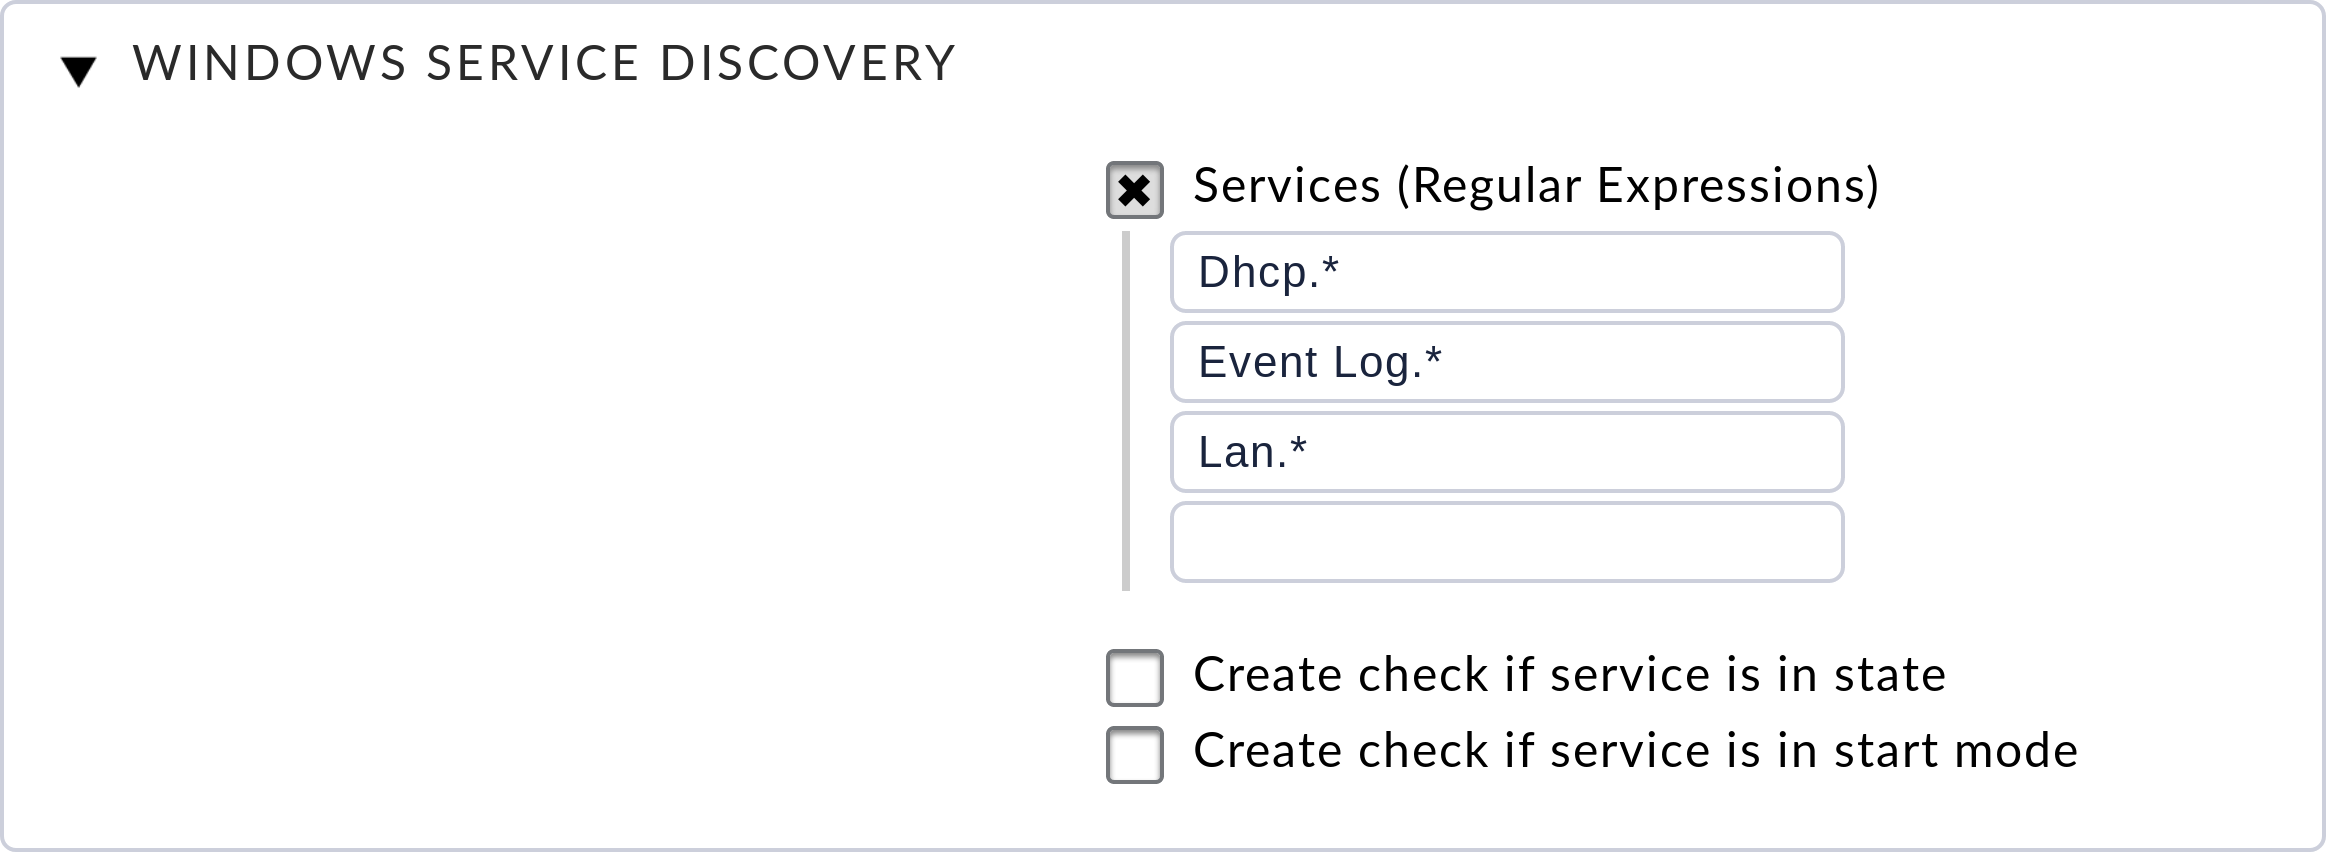 WINDOWS SERVICE DISCOVERY
Services (Regular Expressions)
Dhcp.*
Event Log.*
Lan.*
Create check if service is in state
Create check if service is in start mode